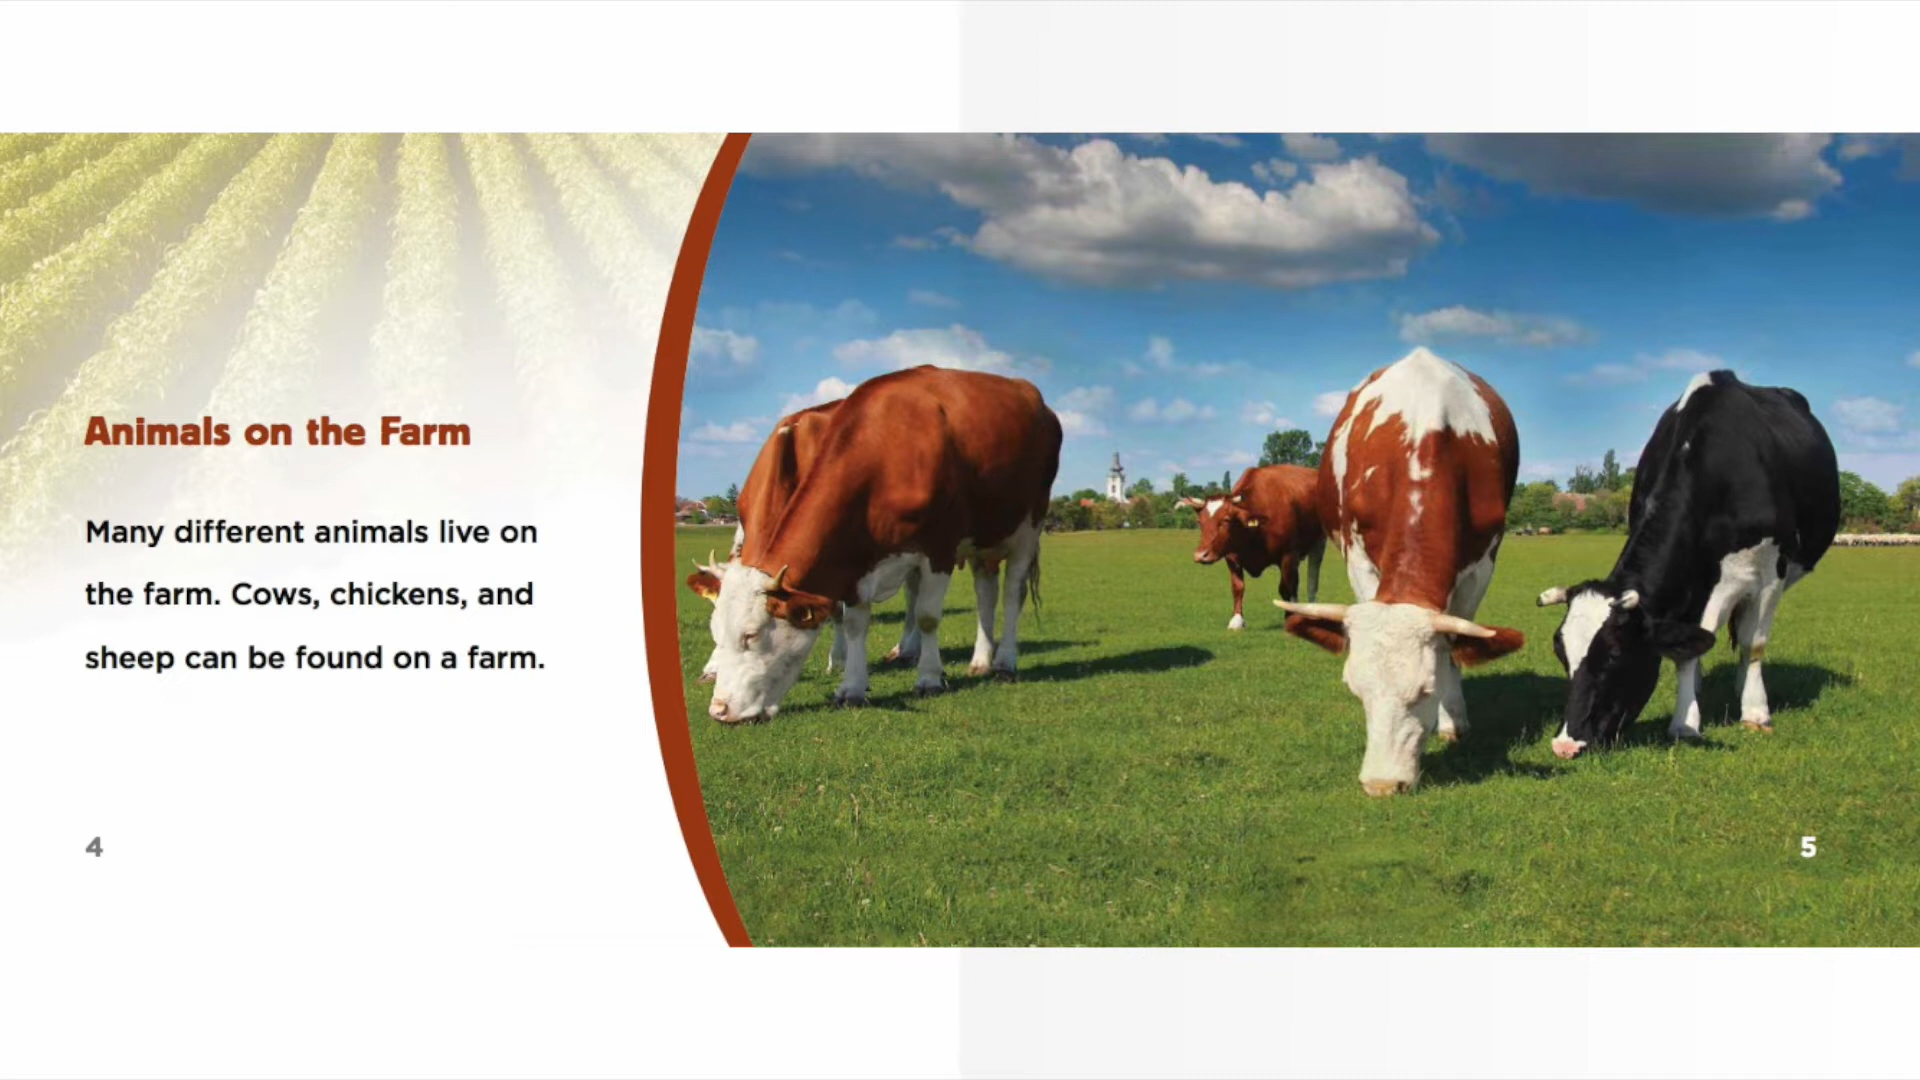 Animals on the Farm
Many different animals live on
the farm. Cows, chickens, and
sheep can be found on a farm.
4
5